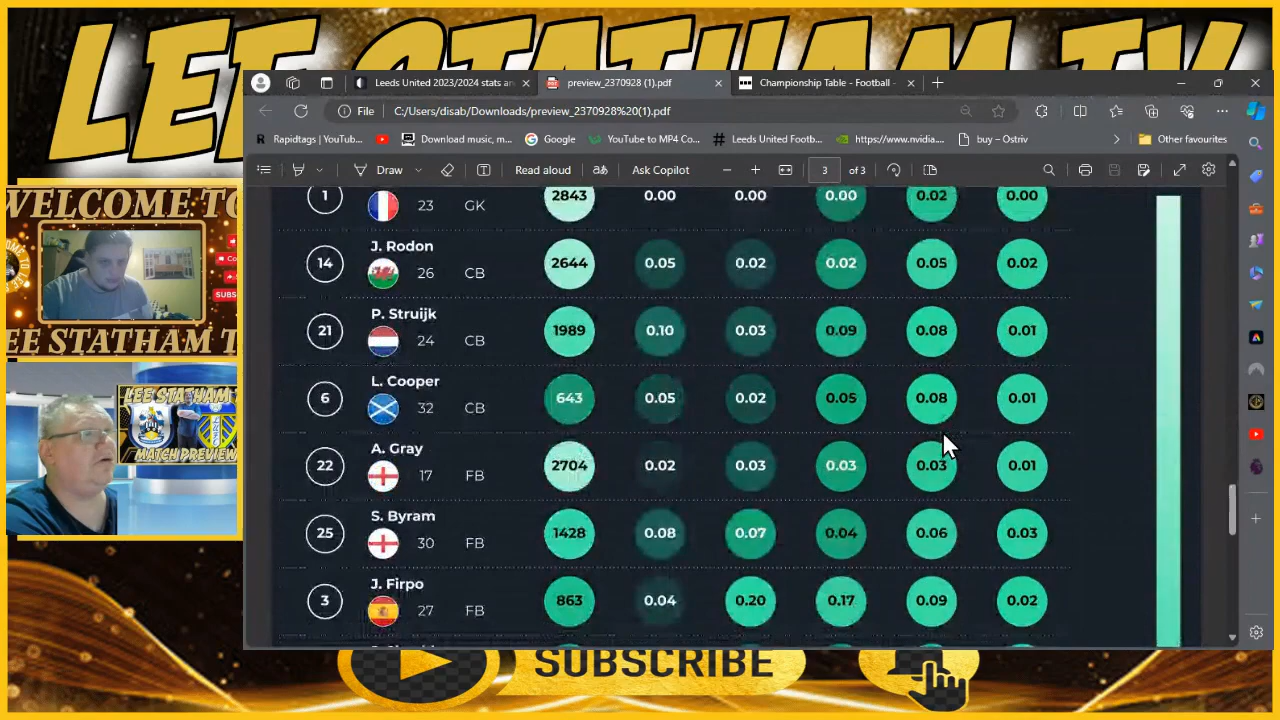 LEE STATHAM TV
Leeds United 2023/2024 stats an
preview_2370928 (1).pdf
Championship Table - Football -
File
C:/Users/disab/Downloads/preview_2370928%20(1).pdf
Rapidtags | YouTub...
Download music, m...
Google
YouTube to MP4 Co...
Leeds United Footb...
https://www.nvidia....
buy – Ostriv
Other favourites
Draw
Read aloud
Ask Copilot
3
of 3
WELCOME TO
SUBS
LEE STATHAM T
LEE STATHAM TV
MATCH PREVIEW
1 23 GK 2843 0.00 0.00 0.00 0.02 0.00
J. Rodon
14 26 CB 2644 0.05 0.02 0.02 0.05 0.02
P. Struijk
21 24 CB 1989 0.10 0.03 0.09 0.08 0.01
L. Cooper
6 32 CB 643 0.05 0.02 0.05 0.08 0.01
A. Gray
22 17 FB 2704 0.02 0.03 0.03 0.03 0.01
S. Byram
25 30 FB 1428 0.08 0.07 0.04 0.06 0.03
J. Firpo
3 27 FB 863 0.04 0.20 0.17 0.09 0.02
SUBSCRIBE